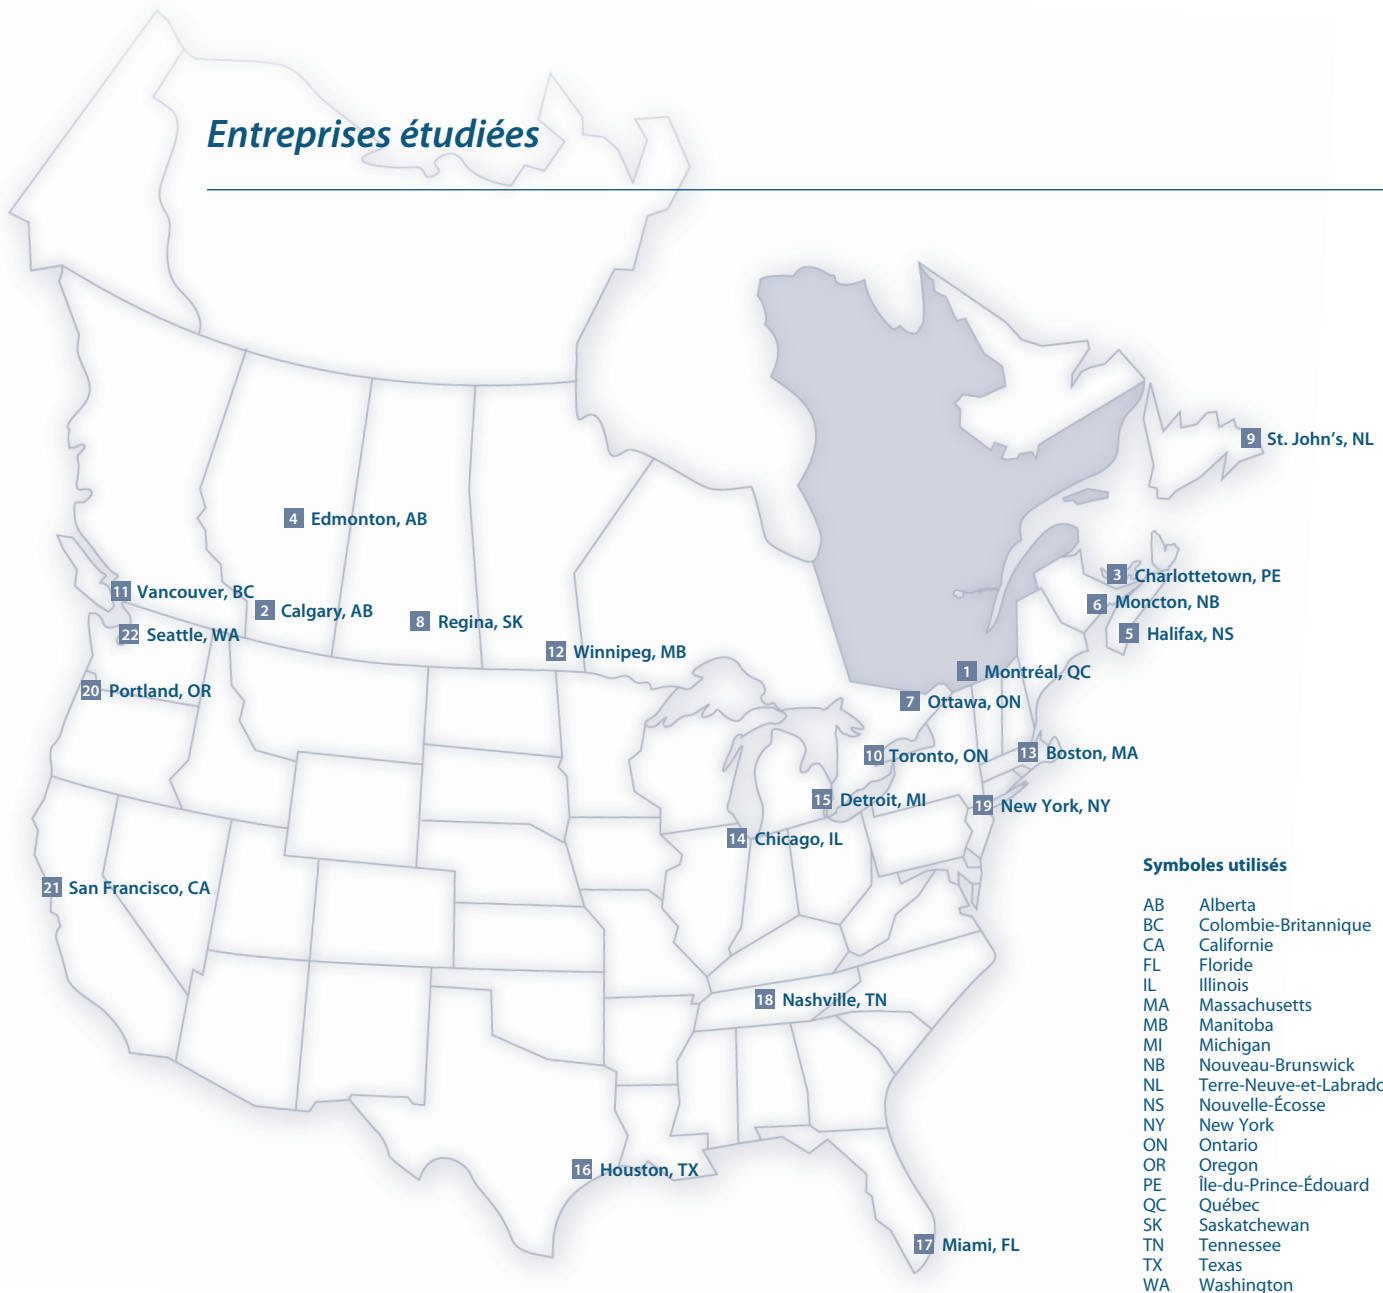 Entreprises étudiées
9 St. John's, NL
4 Edmonton, AB
3 Charlottetown, PE
11 Vancouver, BC
6 Moncton, NB
2 Calgary, AB
8 Regina, SK
22 Seattle, WA
5 Halifax, NS
12 Winnipeg, MB
1 Montréal, QC
20 Portland, OR
7 Ottawa, ON
13 Boston, MA
10 Toronto, ON
15 Detroit, MI
19 New York, NY
14 Chicago, IL
21 San Francisco, CA
18 Nashville, TN
16 Houston, TX
17 Miami, FL
Symboles utilisés
AB Alberta
BC Colombie-Britannique
CA Californie
FL Floride
IL Illinois
MA Massachusetts
MB Manitoba
MI Michigan
NB Nouveau-Brunswick
NL Terre-Neuve-et-Labrado
NS Nouvelle-Écosse
NY New York
ON Ontario
OR Oregon
PE Île-du-Prince-Édouard
QC Québec
SK Saskatchewan
TN Tennessee
TX Texas
WA Washington